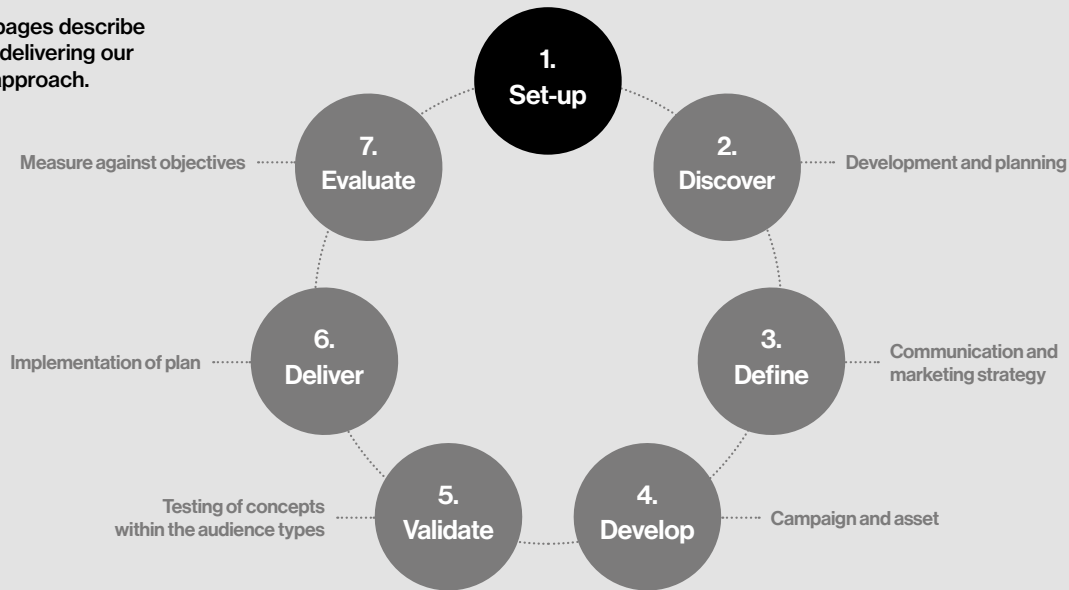 pages describe
delivering our
approach.
1.
Set-up
2.
Discover
Development and planning
3.
Define
Communication and
marketing strategy
4.
Develop
Campaign and asset
5.
Validate
Testing of concepts
within the audience types
6.
Deliver
Implementation of plan
7.
Evaluate
Measure against objectives